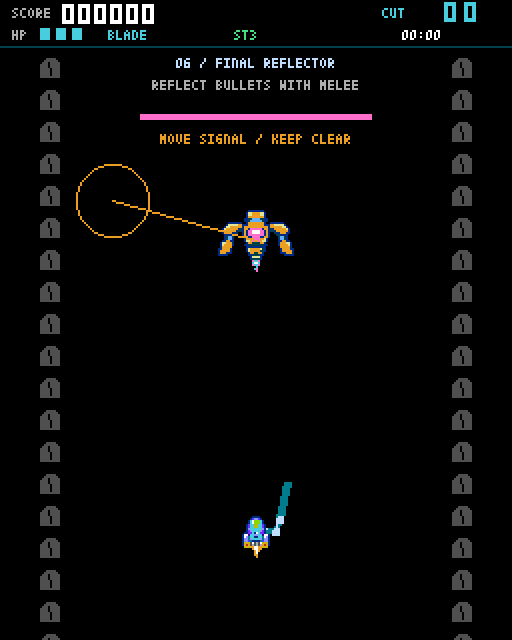 SCORE 000000 CUT 00
HP BLADE ST3 00:00
06 / FINAL REFLECTOR
REFLECT BULLETS WITH MELEE
MOVE SIGNAL / KEEP CLEAR